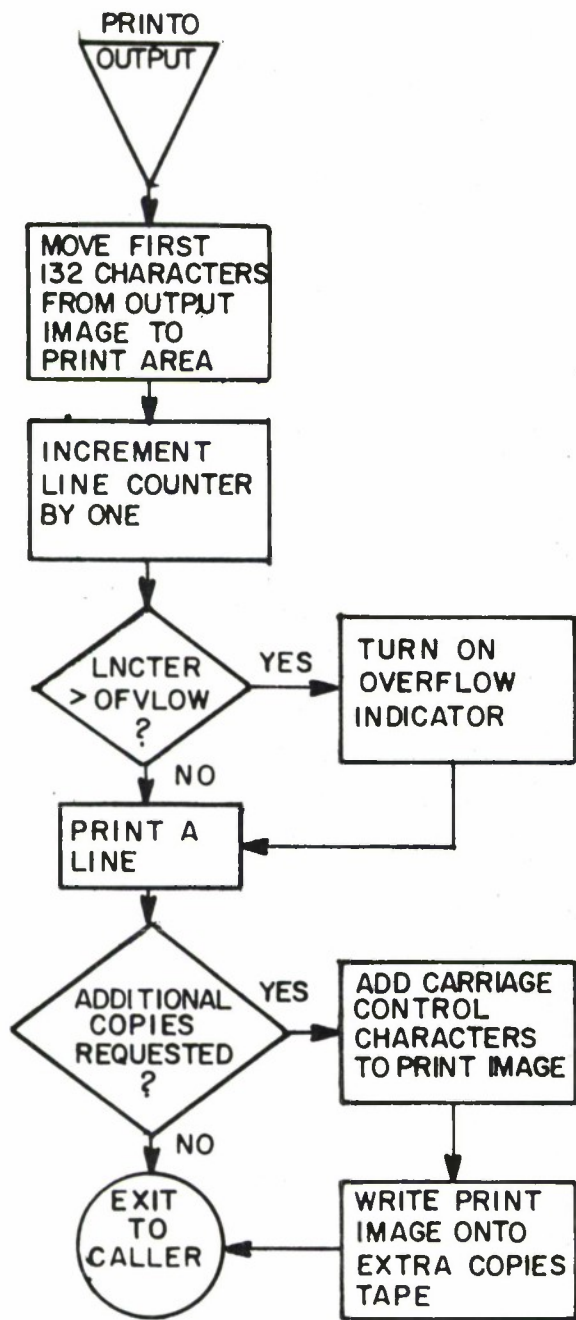 PRINTO
OUTPUT
MOVE FIRST
132 CHARACTERS
FROM OUTPUT
IMAGE TO
PRINT AREA
INCREMENT
LINE COUNTER
BY ONE
LNCTER
> OFVLOW
?
YES
TURN ON
OVERFLOW
INDICATOR
NO
PRINT A
LINE
ADDITIONAL
COPIES
REQUESTED
?
YES
ADD CARRIAGE
CONTROL
CHARACTERS
TO PRINT IMAGE
NO
EXIT
TO
CALLER
WRITE PRINT
IMAGE ONTO
EXTRA COPIES
TAPE